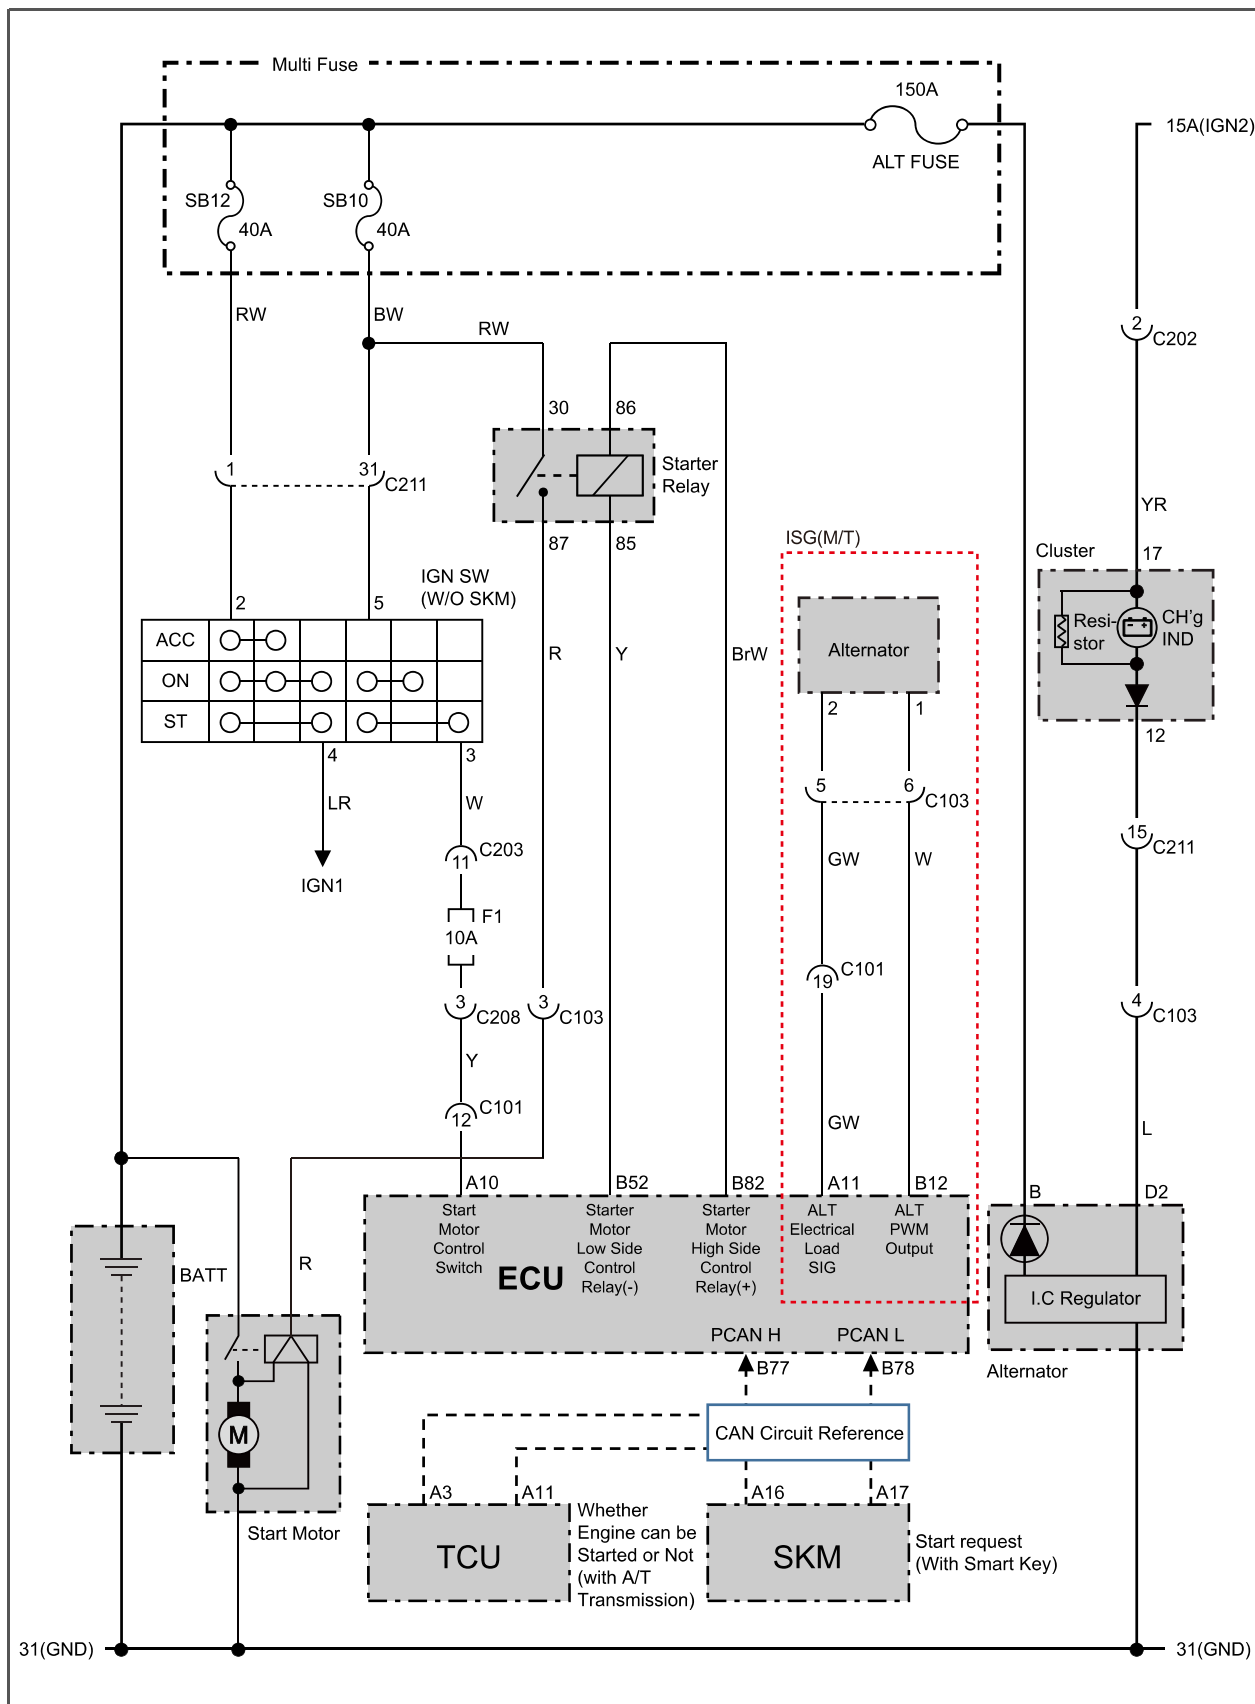 Multi Fuse
150A
ALT FUSE
15A(IGN2)
SB12
40A
SB10
40A
RW
BW
RW
2
C202
30
86
1
31
C211
Starter
Relay
87
85
YR
ISG(M/T)
Cluster
17
IGN SW
(W/O SKM)
2
5
ACC
ON
ST
Resi-
stor
CH'g
IND
R
Y
BrW
Alternator
2
1
12
4
3
LR
W
5
6
C103
15
C211
C203
11
IGN1
GW
W
F1
10A
C101
19
3
C208
3
C103
4
C103
Y
C101
12
GW
L
A10
B52
B82
A11
B12
B
D2
Start
Motor
Control
Switch
Starter
Motor
Low Side
Control
Relay(-)
Starter
Motor
High Side
Control
Relay(+)
ALT
Electrical
Load
SIG
ALT
PWM
Output
ECU
BATT
R
I.C Regulator
PCAN H
PCAN L
B77
B78
Alternator
M
CAN Circuit Reference
A3
A11
A16
A17
Start Motor
TCU
Whether
Engine can be
Started or Not
(with A/T
Transmission)
SKM
Start request
(With Smart Key)
31(GND)
31(GND)